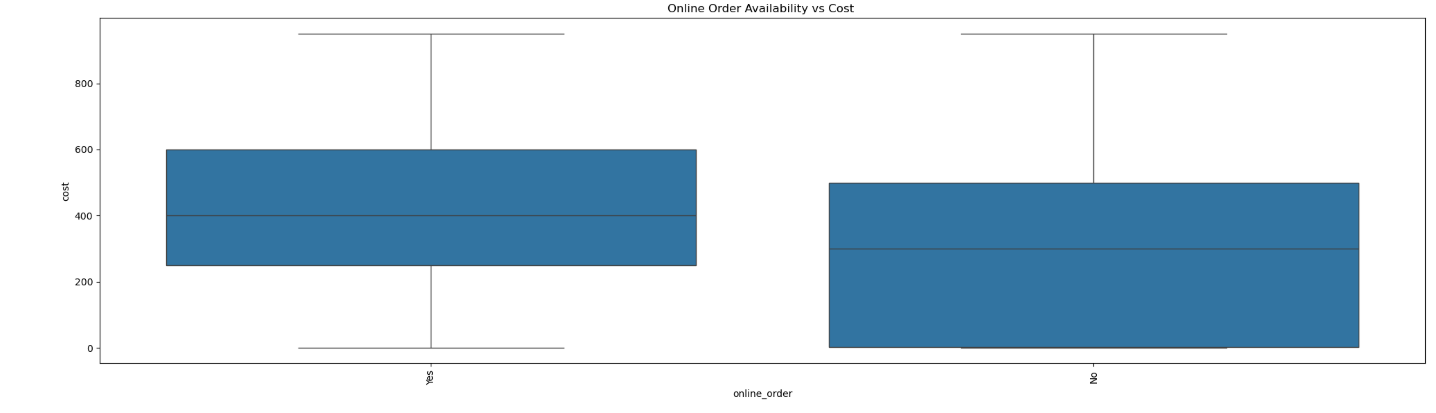 Online Order Availability vs Cost
800
600
400
200
0
cost
Yes
No
online_order